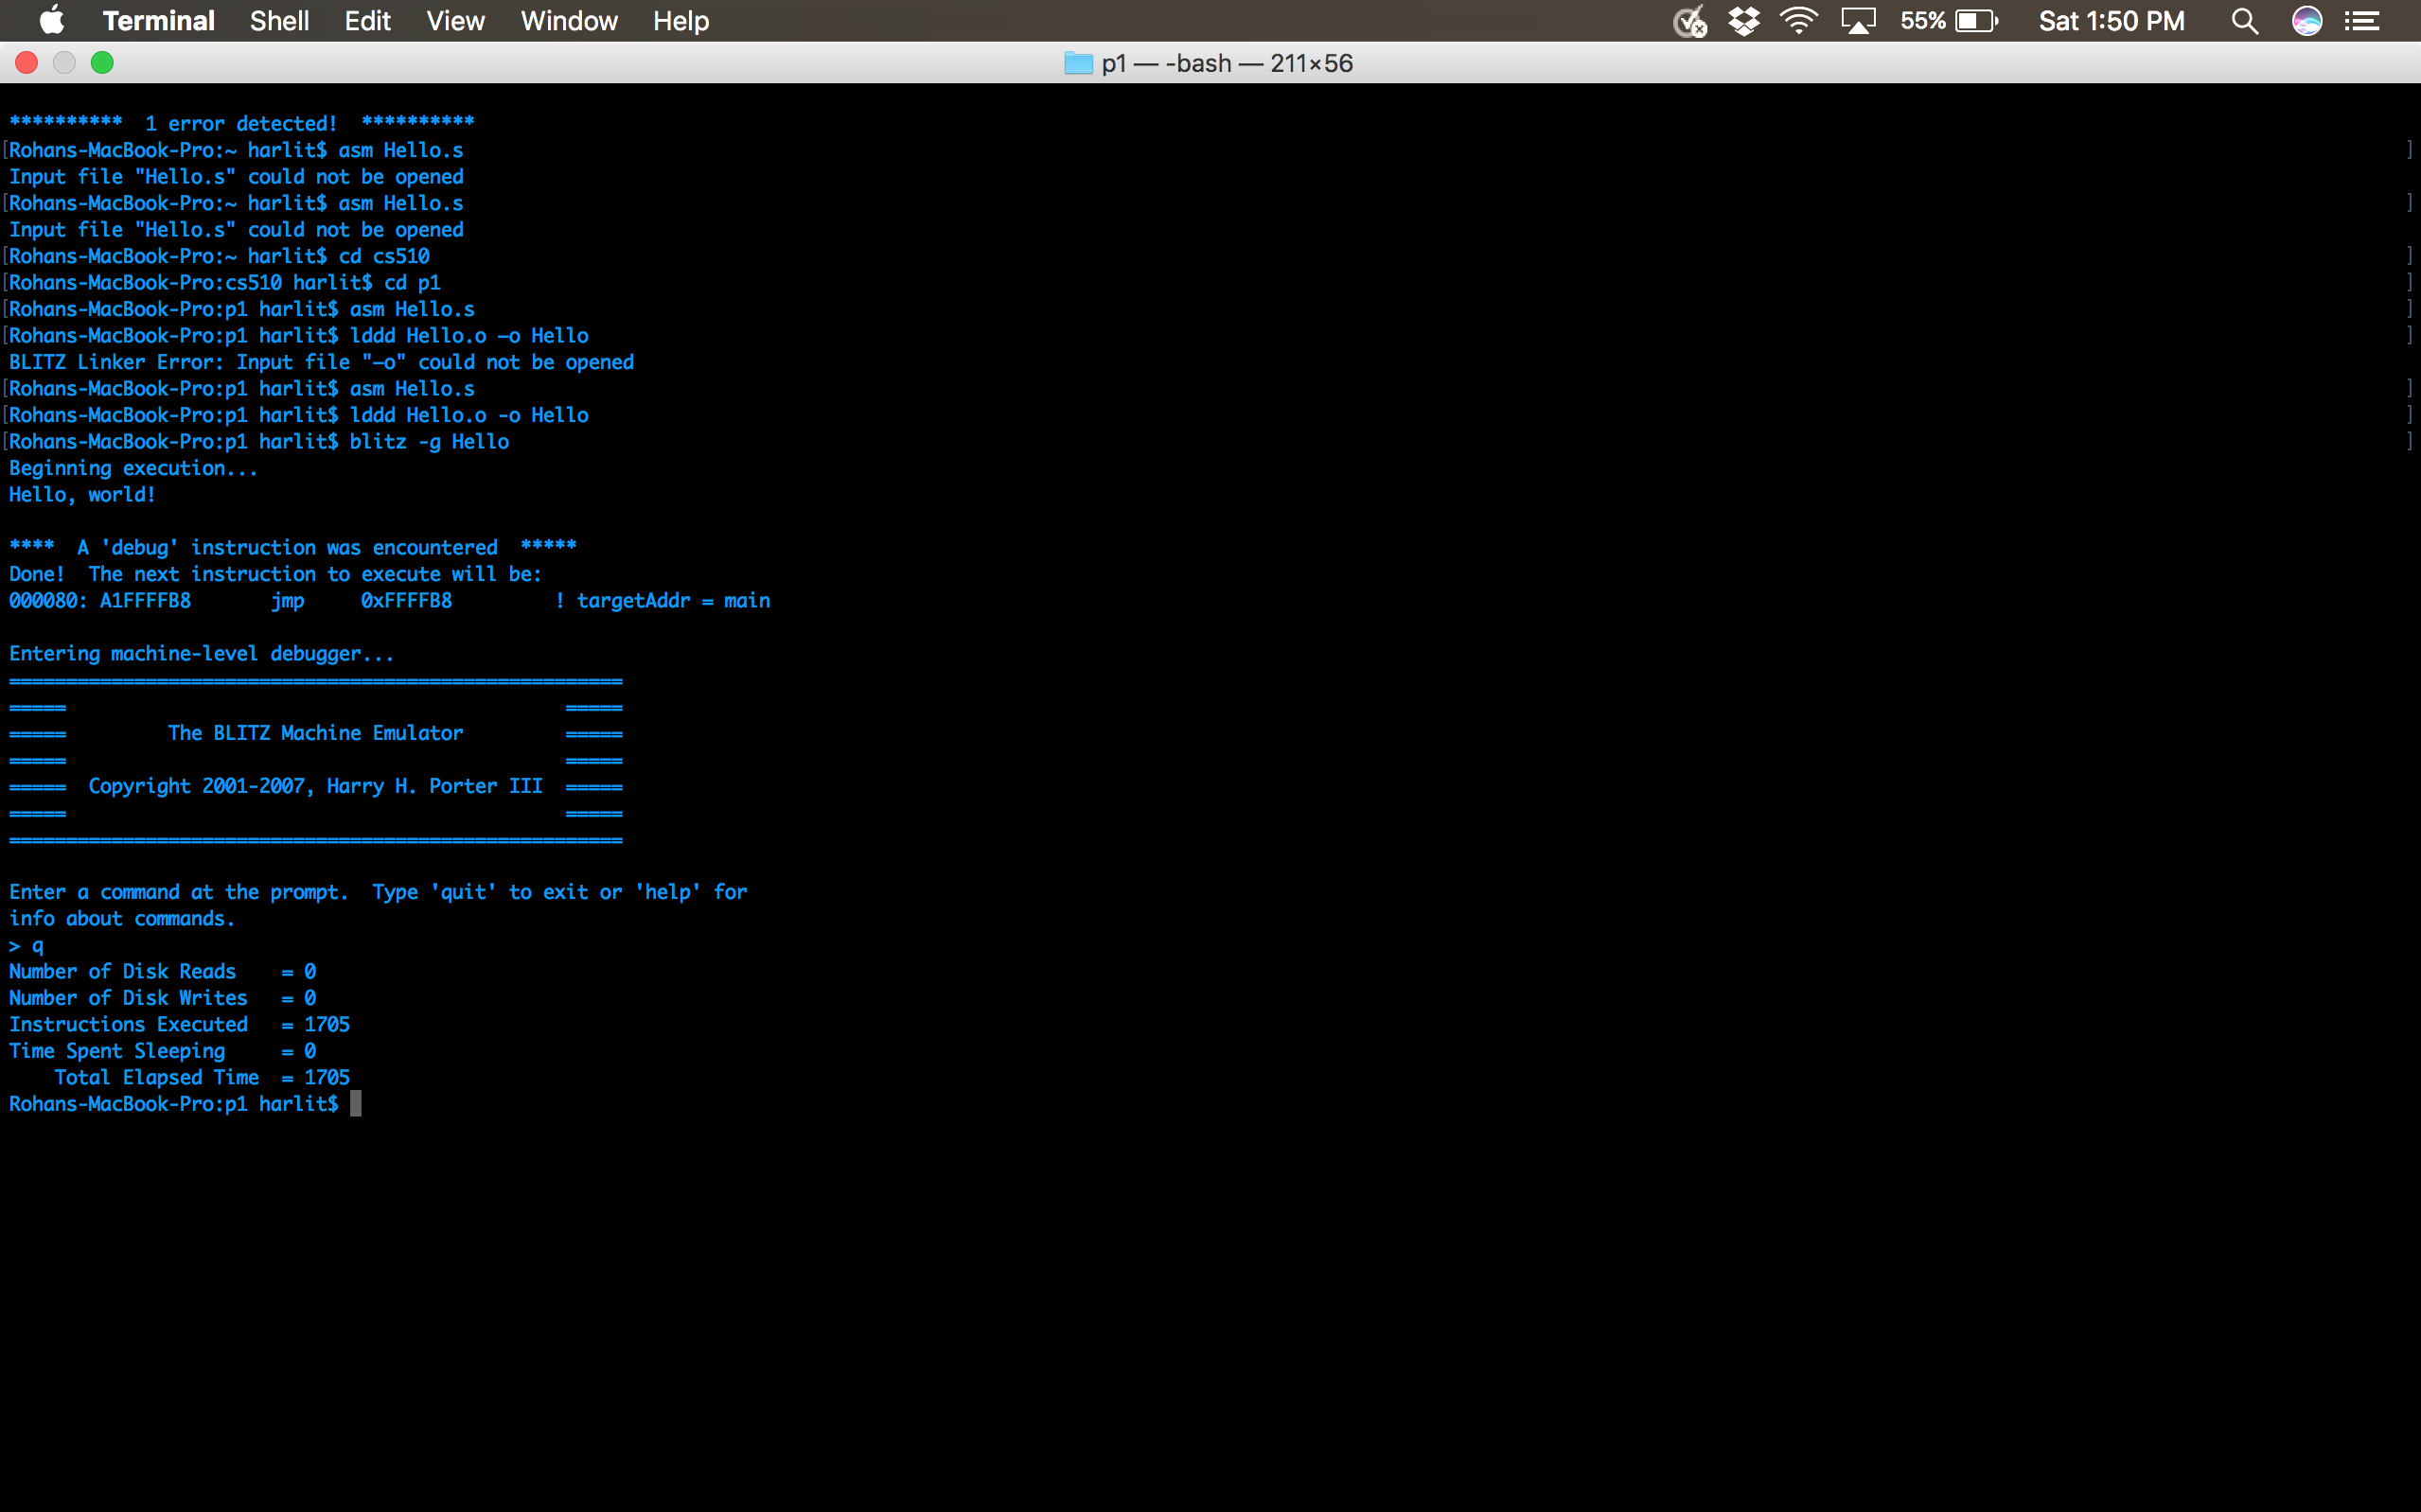 Terminal Shell Edit View Window Help 55% Sat 1:50 PM
p1 — -bash — 211×56
********** 1 error detected! **********
[Rohans-MacBook-Pro:~ harlit$ asm Hello.s ]
Input file "Hello.s" could not be opened
[Rohans-MacBook-Pro:~ harlit$ asm Hello.s ]
Input file "Hello.s" could not be opened
[Rohans-MacBook-Pro:~ harlit$ cd cs510 ]
[Rohans-MacBook-Pro:cs510 harlit$ cd p1 ]
[Rohans-MacBook-Pro:p1 harlit$ asm Hello.s ]
[Rohans-MacBook-Pro:p1 harlit$ lddd Hello.o –o Hello ]
BLITZ Linker Error: Input file "–o" could not be opened
[Rohans-MacBook-Pro:p1 harlit$ asm Hello.s ]
[Rohans-MacBook-Pro:p1 harlit$ lddd Hello.o -o Hello ]
[Rohans-MacBook-Pro:p1 harlit$ blitz -g Hello ]
Beginning execution...
Hello, world!
**** A 'debug' instruction was encountered *****
Done! The next instruction to execute will be:
000080: A1FFFFB8 jmp 0xFFFFB8 ! targetAddr = main
Entering machine-level debugger...
======================================================
===== =====
===== The BLITZ Machine Emulator =====
===== =====
===== Copyright 2001-2007, Harry H. Porter III =====
===== =====
======================================================
Enter a command at the prompt. Type 'quit' to exit or 'help' for
info about commands.
> q
Number of Disk Reads = 0
Number of Disk Writes = 0
Instructions Executed = 1705
Time Spent Sleeping = 0
Total Elapsed Time = 1705
Rohans-MacBook-Pro:p1 harlit$